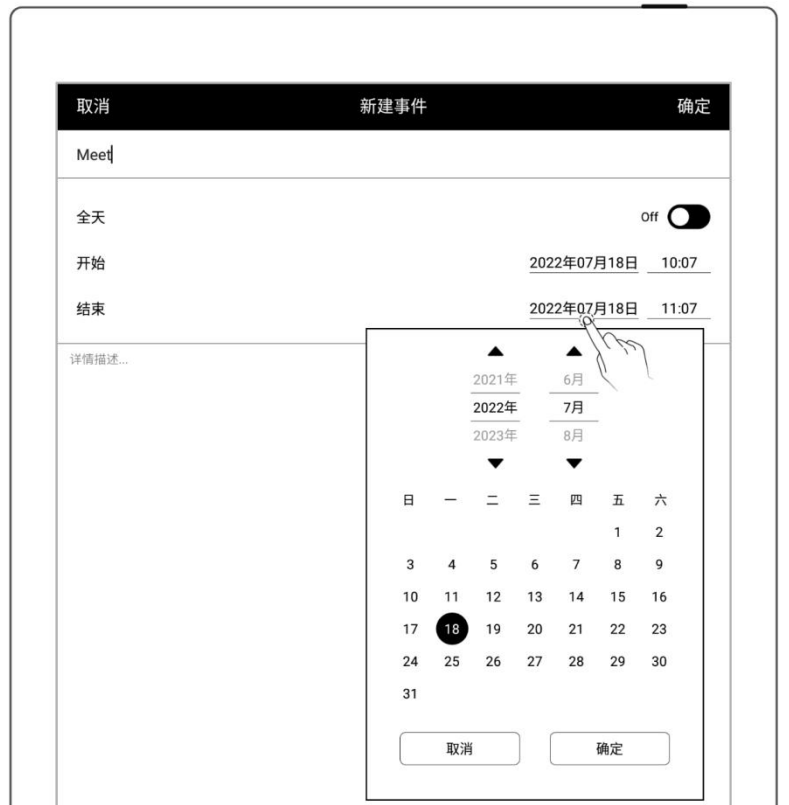 取消 新建事件 确定
Meet
全天 Off
开始 2022年07月18日 10:07
结束 2022年07月18日 11:07
详情描述...
2021年 6月
2022年 7月
2023年 8月
日 一 二 三 四 五 六
1 2
3 4 5 6 7 8 9
10 11 12 13 14 15 16
17 18 19 20 21 22 23
24 25 26 27 28 29 30
31
取消 确定